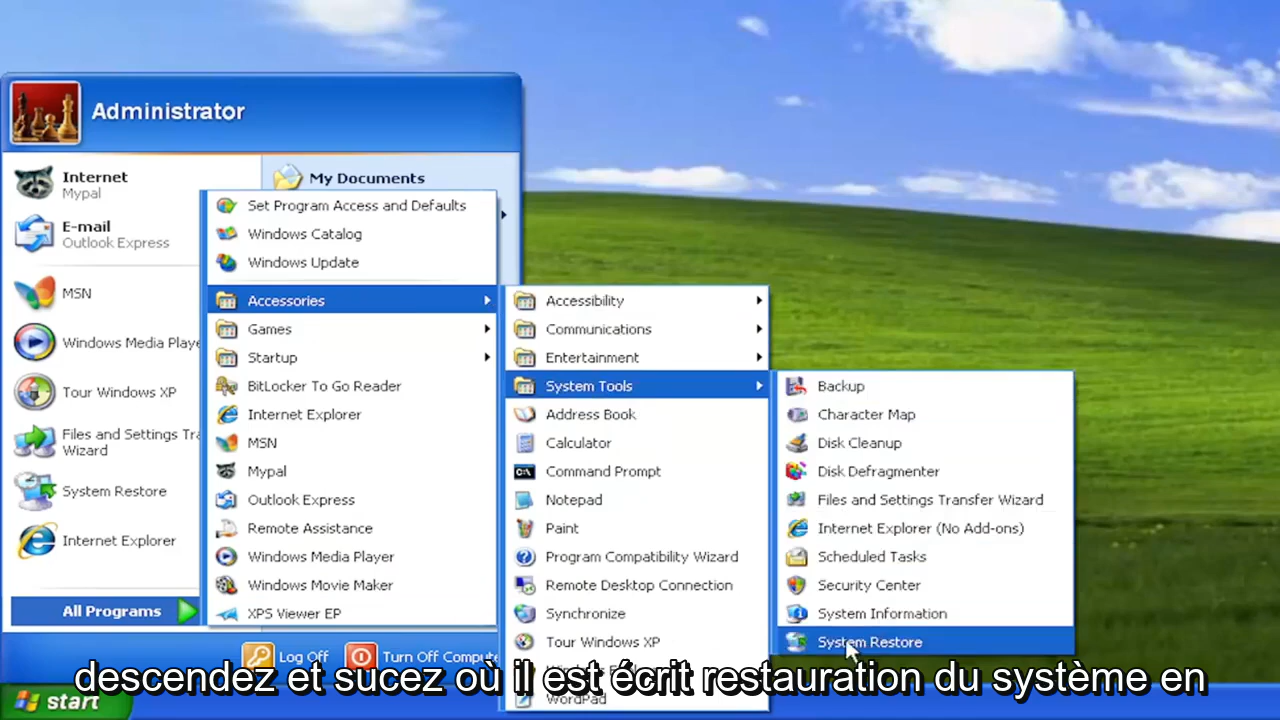 Administrator
Internet
Mypal
E-mail
Outlook Express
MSN
Windows Media Playe
Tour Windows XP
Files and Settings Tra
Wizard
System Restore
Internet Explorer
All Programs
My Documents
Set Program Access and Defaults
Windows Catalog
Windows Update
Accessories
Games
Startup
BitLocker To Go Reader
Internet Explorer
MSN
Mypal
Outlook Express
Remote Assistance
Windows Media Player
Windows Movie Maker
XPS Viewer EP
Accessibility
Communications
Entertainment
System Tools
Address Book
Calculator
Command Prompt
Notepad
Paint
Program Compatibility Wizard
Remote Desktop Connection
Synchronize
Tour Windows XP
WordPad
Backup
Character Map
Disk Cleanup
Disk Defragmenter
Files and Settings Transfer Wizard
Internet Explorer (No Add-ons)
Scheduled Tasks
Security Center
System Information
System Restore
Log Off
Turn Off Compute
descendez et sucez où il est écrit restauration du système en
start